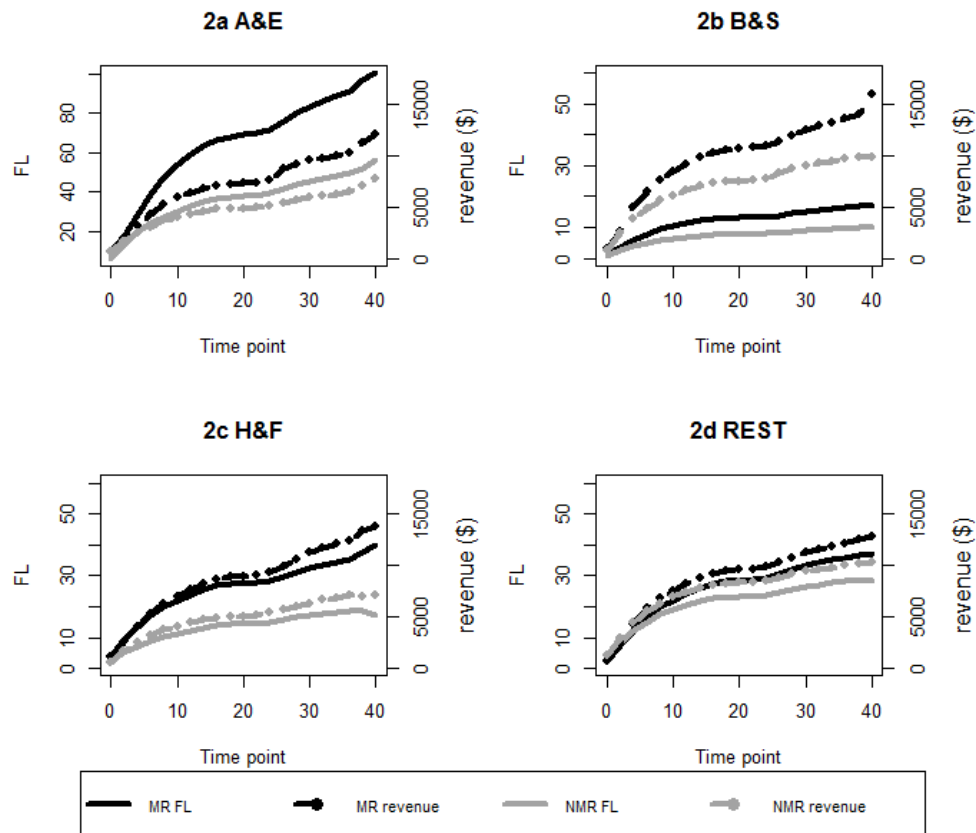 2a A&E
2b B&S
FL
20 40 60 80
0 5000 15000
revenue ($)
0 10 20 30 40
Time point
FL
0 10 30 50
0 5000 15000
revenue ($)
0 10 20 30 40
Time point
2c H&F
2d REST
FL
0 10 30 50
0 5000 15000
revenue ($)
0 10 20 30 40
Time point
FL
0 10 30 50
0 5000 15000
revenue ($)
0 10 20 30 40
Time point
MR FL MR revenue NMR FL NMR revenue